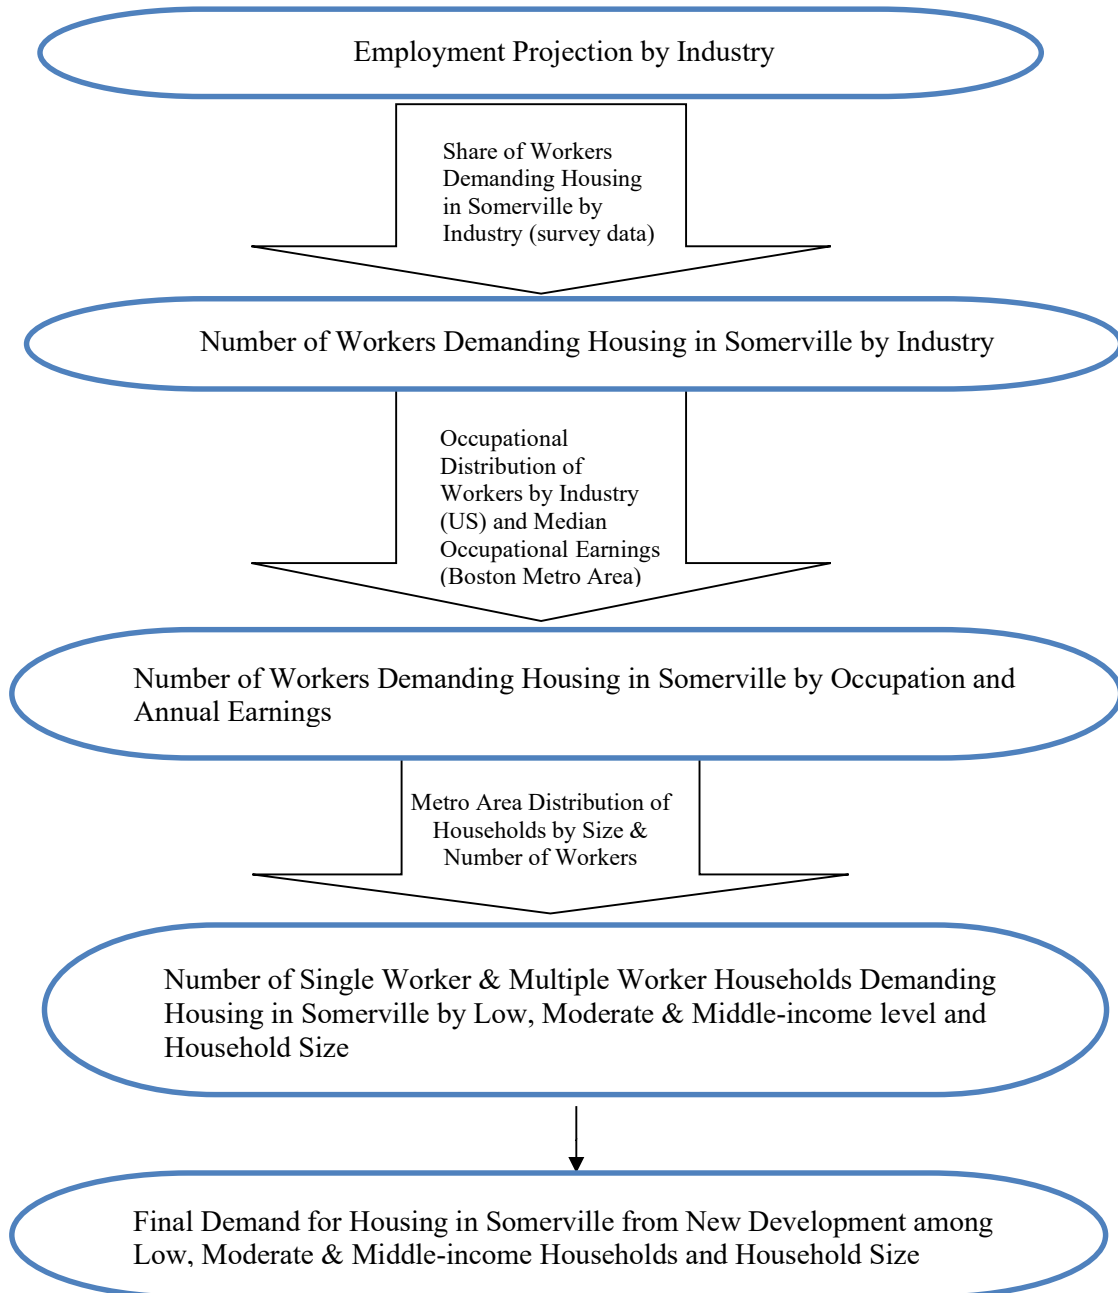 Employment Projection by Industry
Share of Workers
Demanding Housing
in Somerville by
Industry (survey data)
Number of Workers Demanding Housing in Somerville by Industry
Occupational
Distribution of
Workers by Industry
(US) and Median
Occupational Earnings
(Boston Metro Area)
Number of Workers Demanding Housing in Somerville by Occupation and
Annual Earnings
Metro Area Distribution of
Households by Size &
Number of Workers
Number of Single Worker & Multiple Worker Households Demanding
Housing in Somerville by Low, Moderate & Middle-income level and
Household Size
Final Demand for Housing in Somerville from New Development among
Low, Moderate & Middle-income Households and Household Size